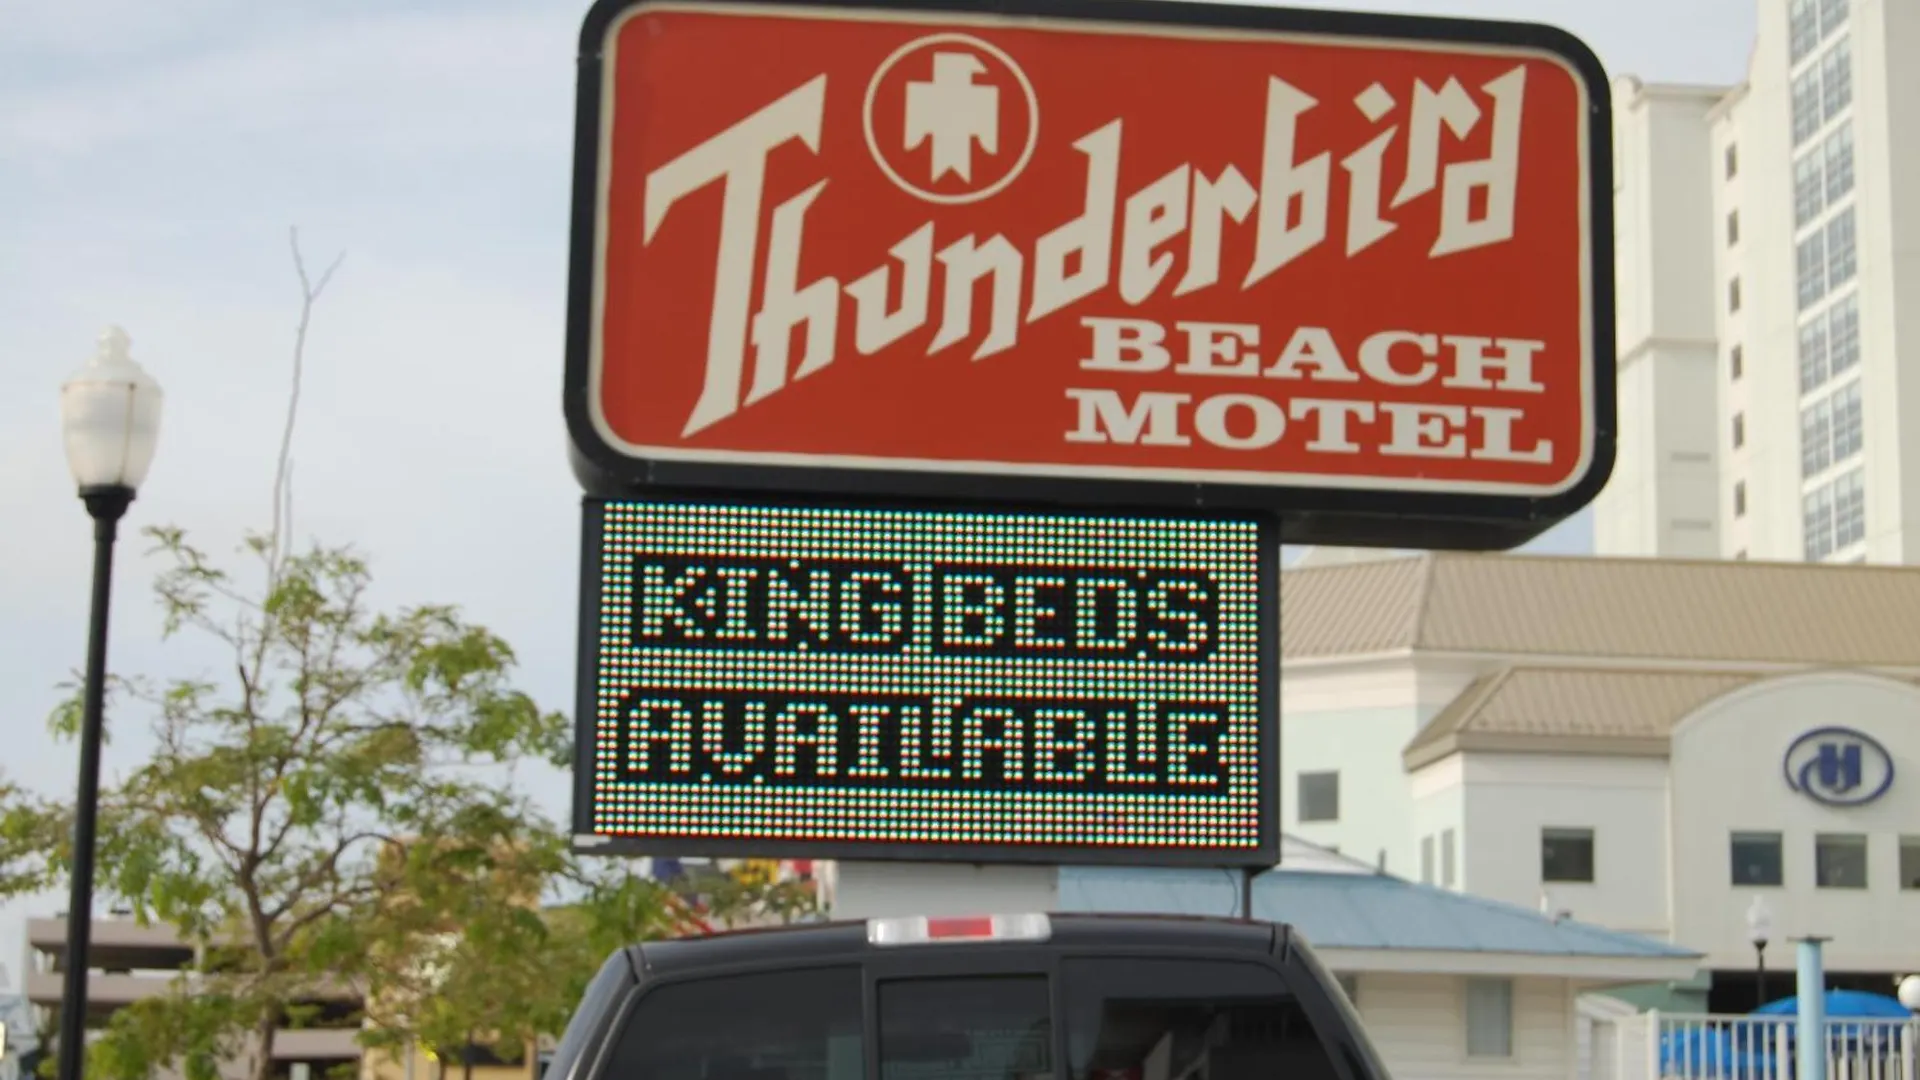 Thunderbird
BEACH
MOTEL
KING BEDS
AVAILABLE
H